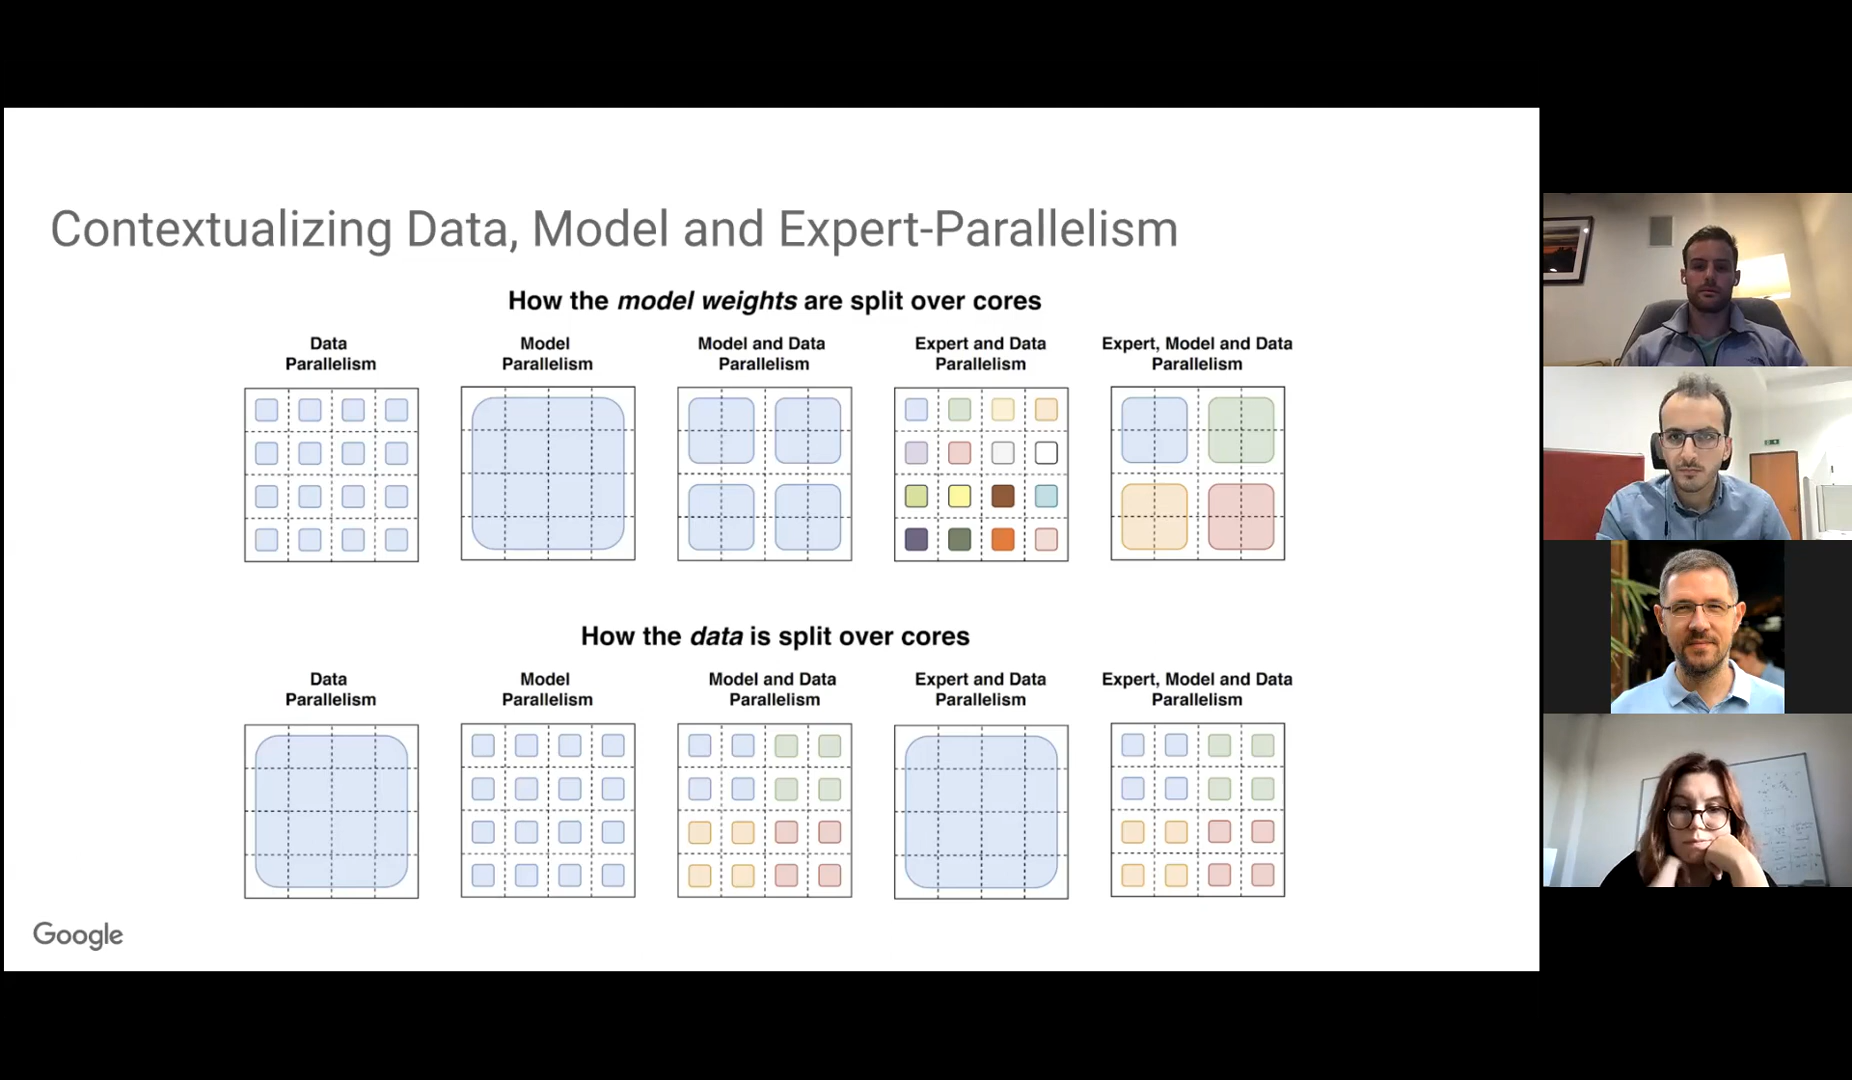 Contextualizing Data, Model and Expert-Parallelism
How the model weights are split over cores
Data
Parallelism
Model
Parallelism
Model and Data
Parallelism
Expert and Data
Parallelism
Expert, Model and Data
Parallelism
How the data is split over cores
Data
Parallelism
Model
Parallelism
Model and Data
Parallelism
Expert and Data
Parallelism
Expert, Model and Data
Parallelism
Google